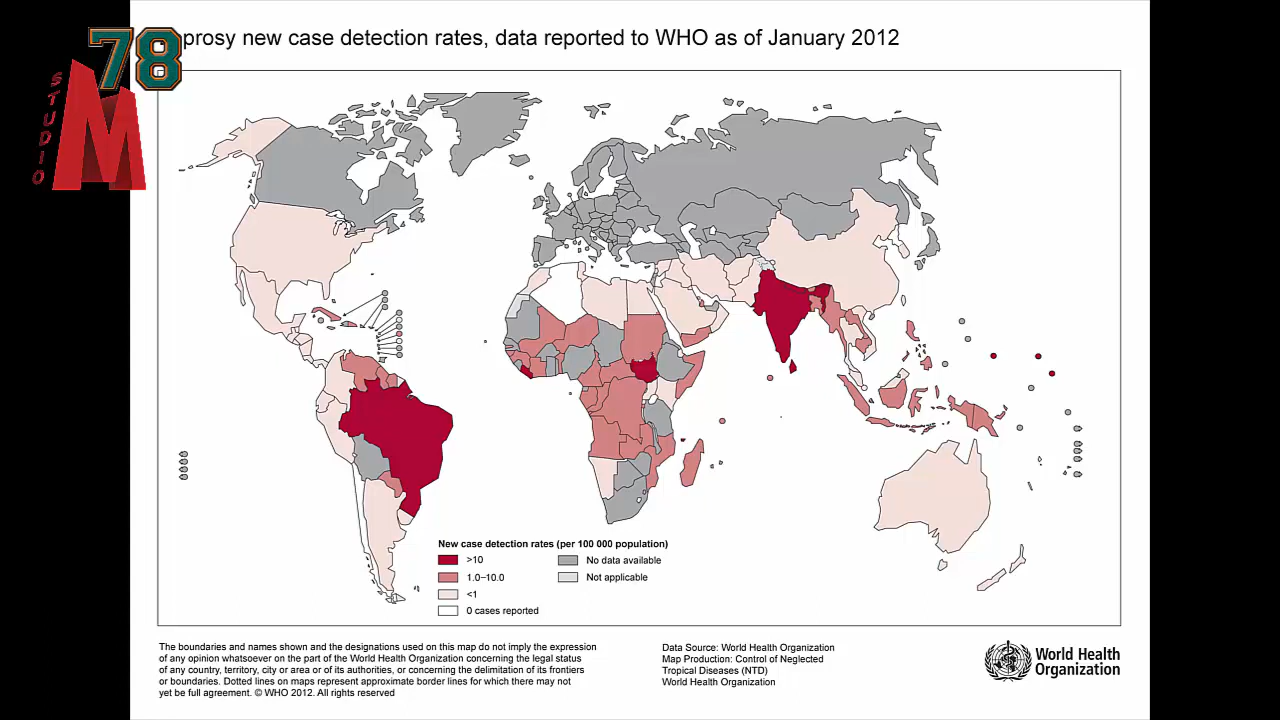 78
STUDIO
M
prosy new case detection rates, data reported to WHO as of January 2012
New case detection rates (per 100 000 population)
>10
1.0–10.0
<1
0 cases reported
No data available
Not applicable
The boundaries and names shown and the designations used on this map do not imply the expression
of any opinion whatsoever on the part of the World Health Organization concerning the legal status
of any country, territory, city or area or of its authorities, or concerning the delimitation of its frontiers
or boundaries. Dotted lines on maps represent approximate border lines for which there may not
yet be full agreement. © WHO 2012. All rights reserved
Data Source: World Health Organization
Map Production: Control of Neglected
Tropical Diseases (NTD)
World Health Organization
World Health
Organization